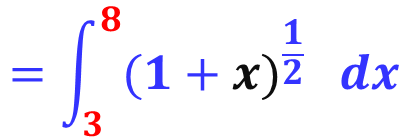 = ∫₃⁸ (1 + x)^{1/2} dx